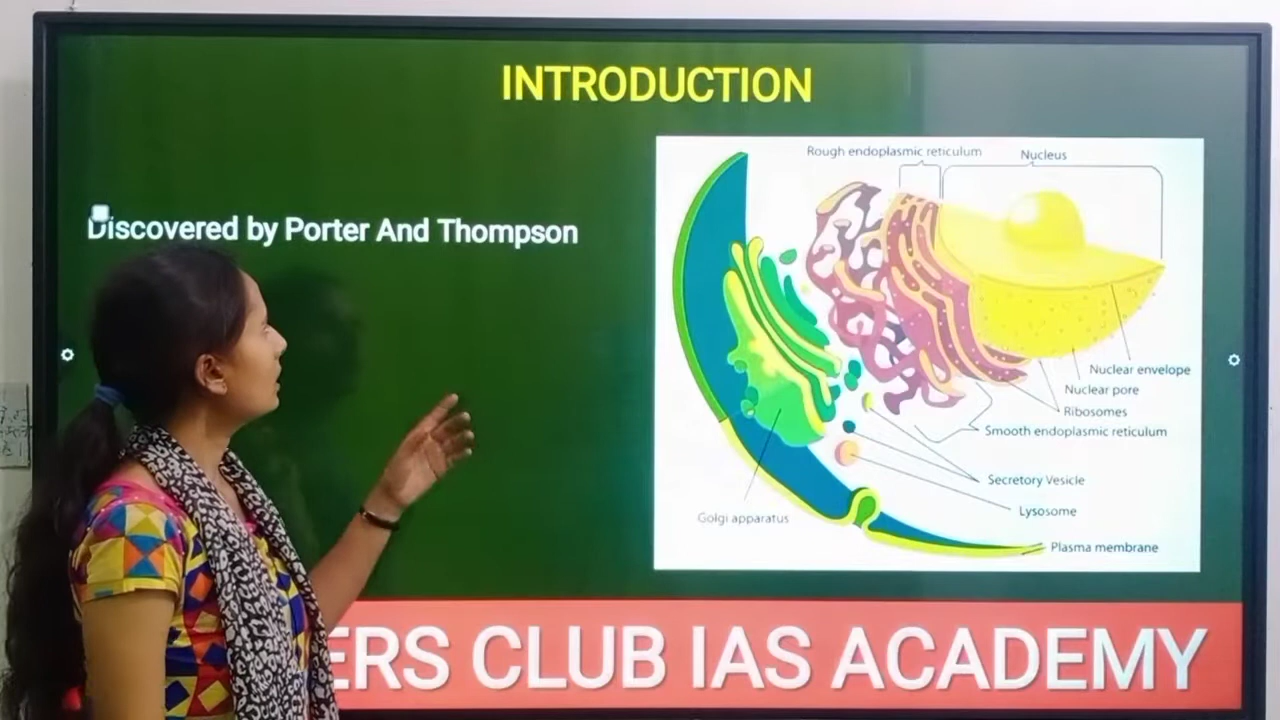 INTRODUCTION
Discovered by Porter And Thompson
Rough endoplasmic reticulum
Nucleus
Nuclear envelope
Nuclear pore
Ribosomes
Smooth endoplasmic reticulum
Secretory Vesicle
Lysosome
Golgi apparatus
Plasma membrane
ERS CLUB IAS ACADEMY